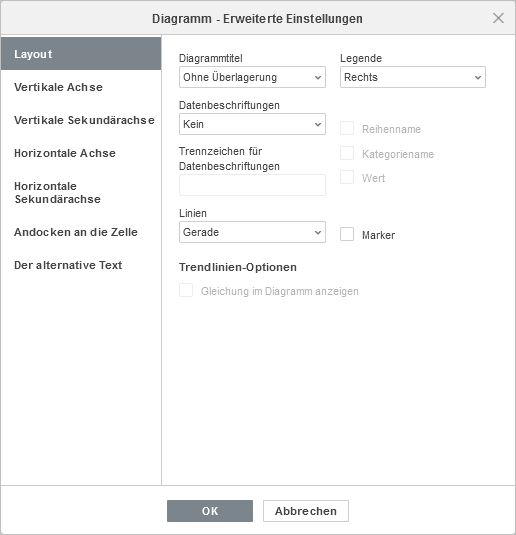 Diagramm - Erweiterte Einstellungen
Layout
Vertikale Achse
Vertikale Sekundärachse
Horizontale Achse
Horizontale
Sekundärachse
Andocken an die Zelle
Der alternative Text
Diagrammtitel
Ohne Überlagerung
Legende
Rechts
Datenbeschriftungen
Kein
Reihenname
Trennzeichen für
Datenbeschriftungen
Kategoriename
Wert
Linien
Gerade
Marker
Trendlinien-Optionen
Gleichung im Diagramm anzeigen
OK
Abbrechen